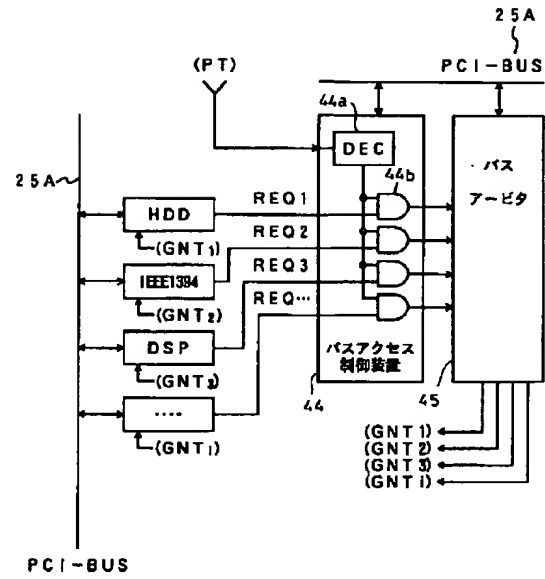 25A
PCI-BUS
(PT)
44a
DEC
44b
バス
アービタ
25A
HDD
REQ1
(GNT1)
IEEE1394
REQ2
(GNT2)
DSP
REQ3
(GNT3)
....
REQ...
(GNTi)
バスアクセス
制御装置
44
45
(GNT1)
(GNT2)
(GNT3)
(GNTi)
PCI-BUS